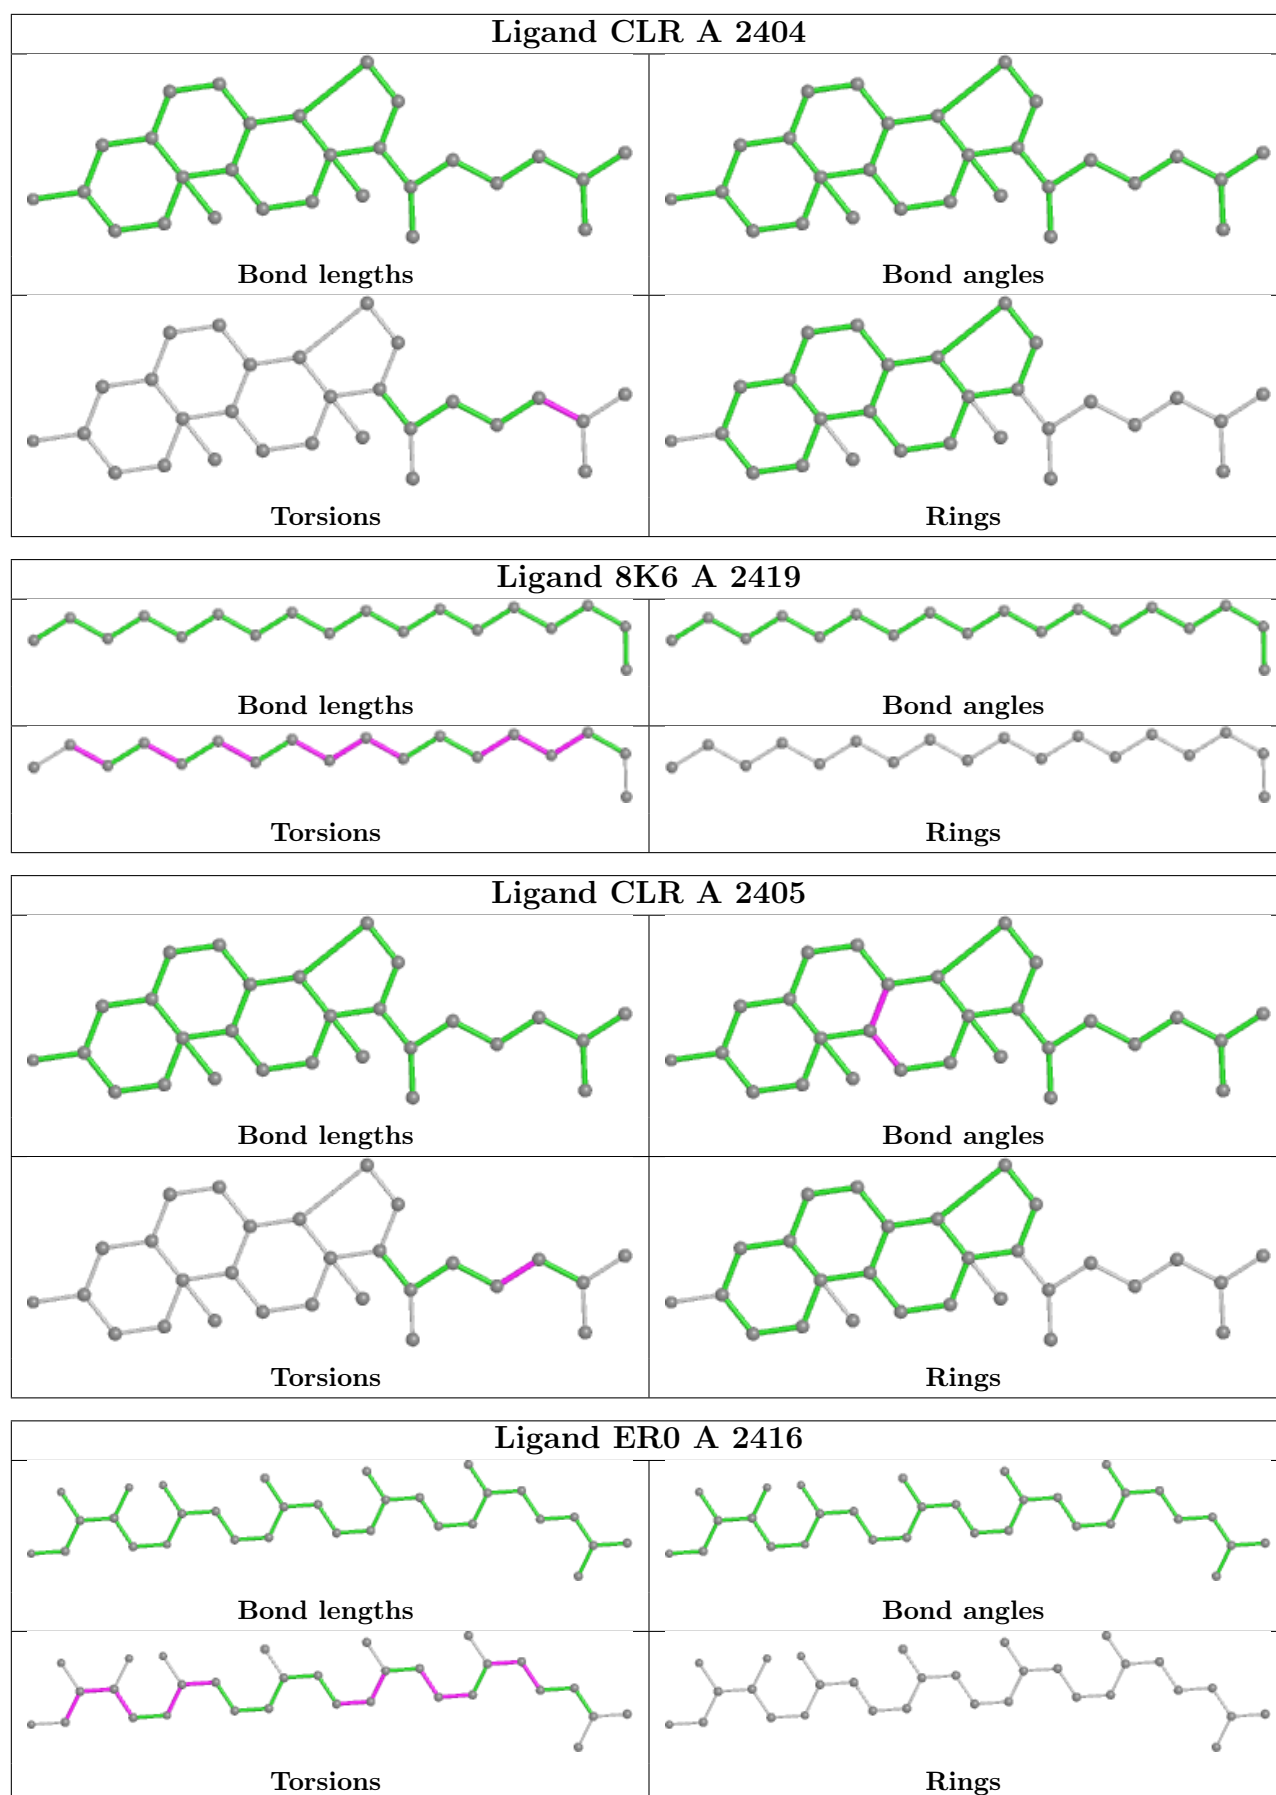 Ligand CLR A 2404
Bond lengths
Bond angles
Torsions
Rings
Ligand 8K6 A 2419
Bond lengths
Bond angles
Torsions
Rings
Ligand CLR A 2405
Bond lengths
Bond angles
Torsions
Rings
Ligand ER0 A 2416
Bond lengths
Bond angles
Torsions
Rings